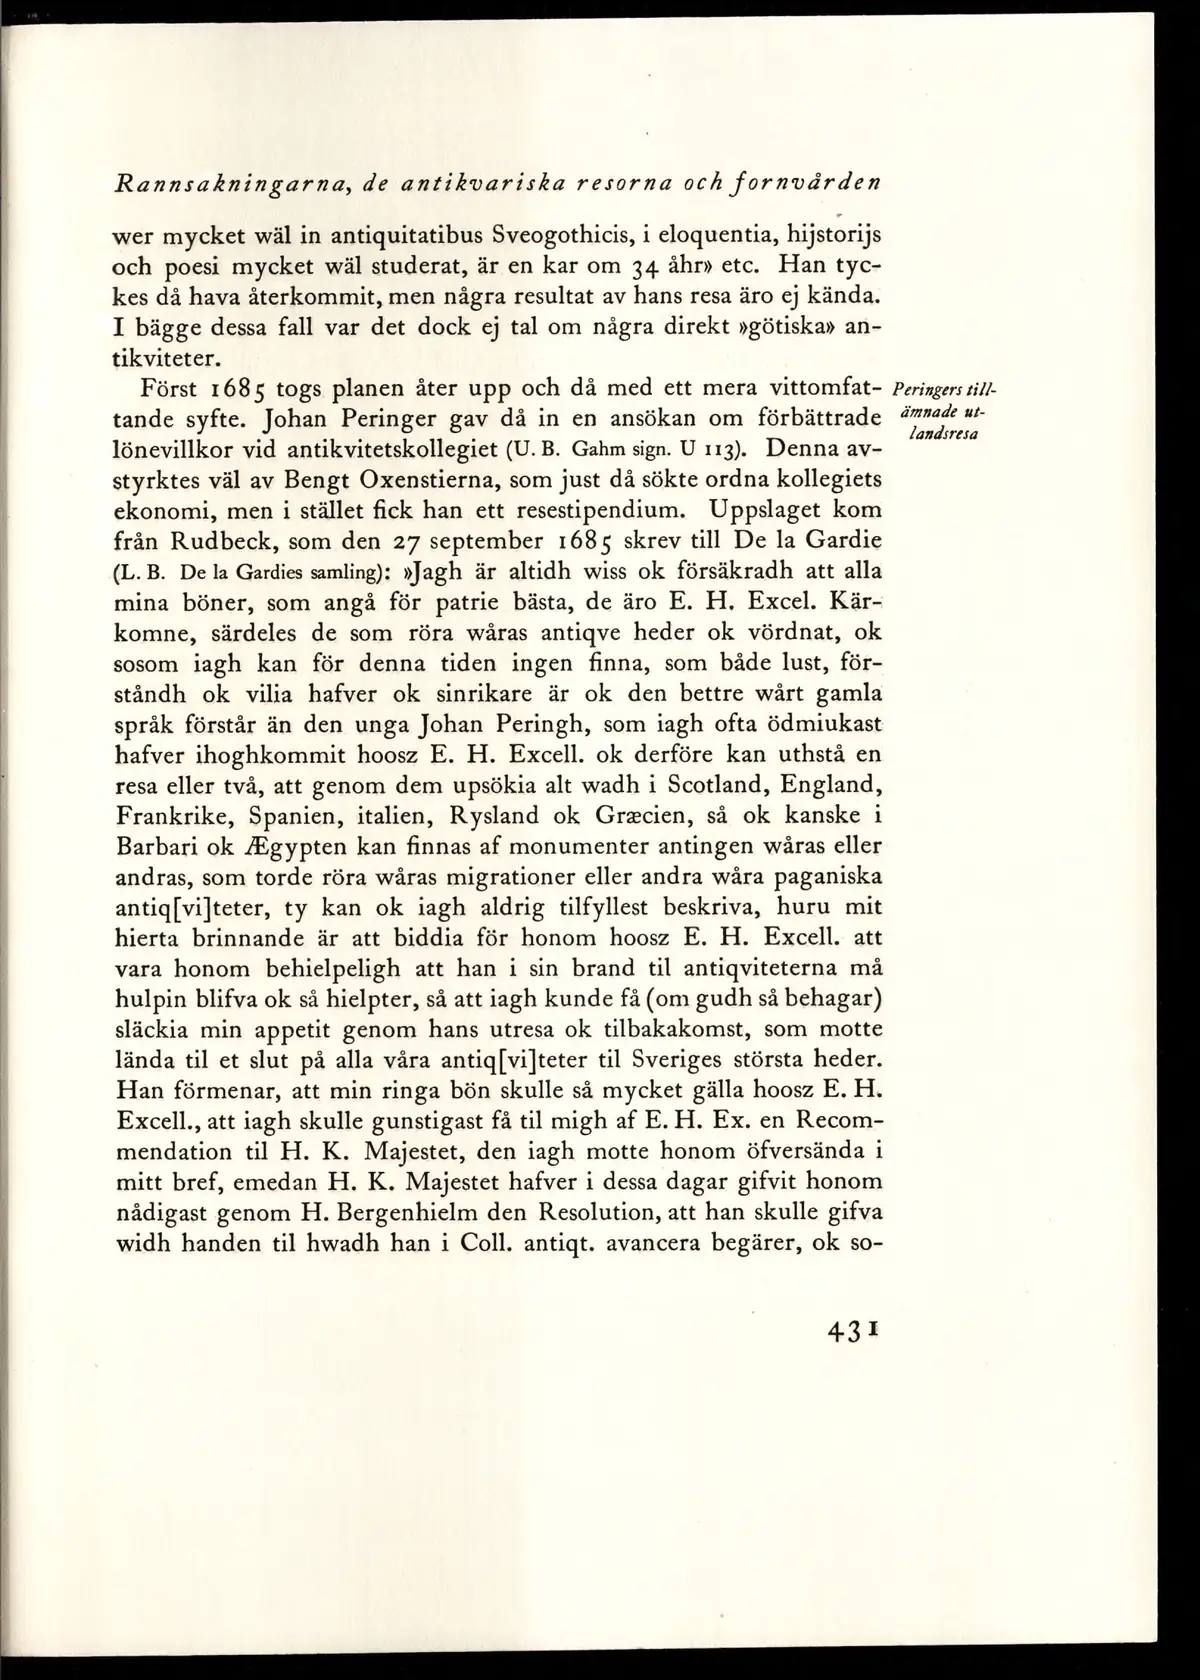 Rannsakningarna, de antikvariska resorna och fornvården
wer mycket wäl in antiquitatibus Sveogothicis, i eloquentia, hijstorijs
och poesi mycket wäl studerat, är en kar om 34 åhr» etc. Han tyc-
kes då hava återkommit, men några resultat av hans resa äro ej kända.
I bägge dessa fall var det dock ej tal om några direkt »götiska» an-
tikviteter.
Först 1685 togs planen åter upp och då med ett mera vittomfat-
tande syfte. Johan Peringer gav då in en ansökan om förbättrade
lönevillkor vid antikvitetskollegiet (U. B. Gahm sign. U 113). Denna av-
styrktes väl av Bengt Oxenstierna, som just då sökte ordna kollegiets
ekonomi, men i stället fick han ett resestipendium. Uppslaget kom
från Rudbeck, som den 27 september 1685 skrev till De la Gardie
(L. B. De la Gardies samling): »Jagh är altidh wiss ok försäkradh att alla
mina böner, som angå för patrie bästa, de äro E. H. Excel. Kär-
komne, särdeles de som röra wåras antiqve heder ok vördnat, ok
sosom iagh kan för denna tiden ingen finna, som både lust, för-
ståndh ok vilia hafver ok sinrikare är ok den bettre wårt gamla
språk förstår än den unga Johan Peringh, som iagh ofta ödmiukast
hafver ihoghkommit hoosz E. H. Excell. ok derföre kan uthstå en
resa eller två, att genom dem upsökia alt wadh i Scotland, England,
Frankrike, Spanien, italien, Rysland ok Græcien, så ok kanske i
Barbari ok Ægypten kan finnas af monumenter antingen wåras eller
andras, som torde röra wåras migrationer eller andra wåra paganiska
antiq[vi]teter, ty kan ok iagh aldrig tilfyllest beskriva, huru mit
hierta brinnande är att biddia för honom hoosz E. H. Excell. att
vara honom behielpeligh att han i sin brand til antiqviteterna må
hulpin blifva ok så hielpter, så att iagh kunde få (om gudh så behagar)
släckia min appetit genom hans utresa ok tilbakakomst, som motte
lända til et slut på alla våra antiq[vi]teter til Sveriges största heder.
Han förmenar, att min ringa bön skulle så mycket gälla hoosz E. H.
Excell., att iagh skulle gunstigast få til migh af E. H. Ex. en Recom-
mendation til H. K. Majestet, den iagh motte honom öfversända i
mitt bref, emedan H. K. Majestet hafver i dessa dagar gifvit honom
nådigast genom H. Bergenhielm den Resolution, att han skulle gifva
widh handen til hwadh han i Coll. antiqt. avancera begärer, ok so-
Peringers till-
ämnade ut-
landsresa
431